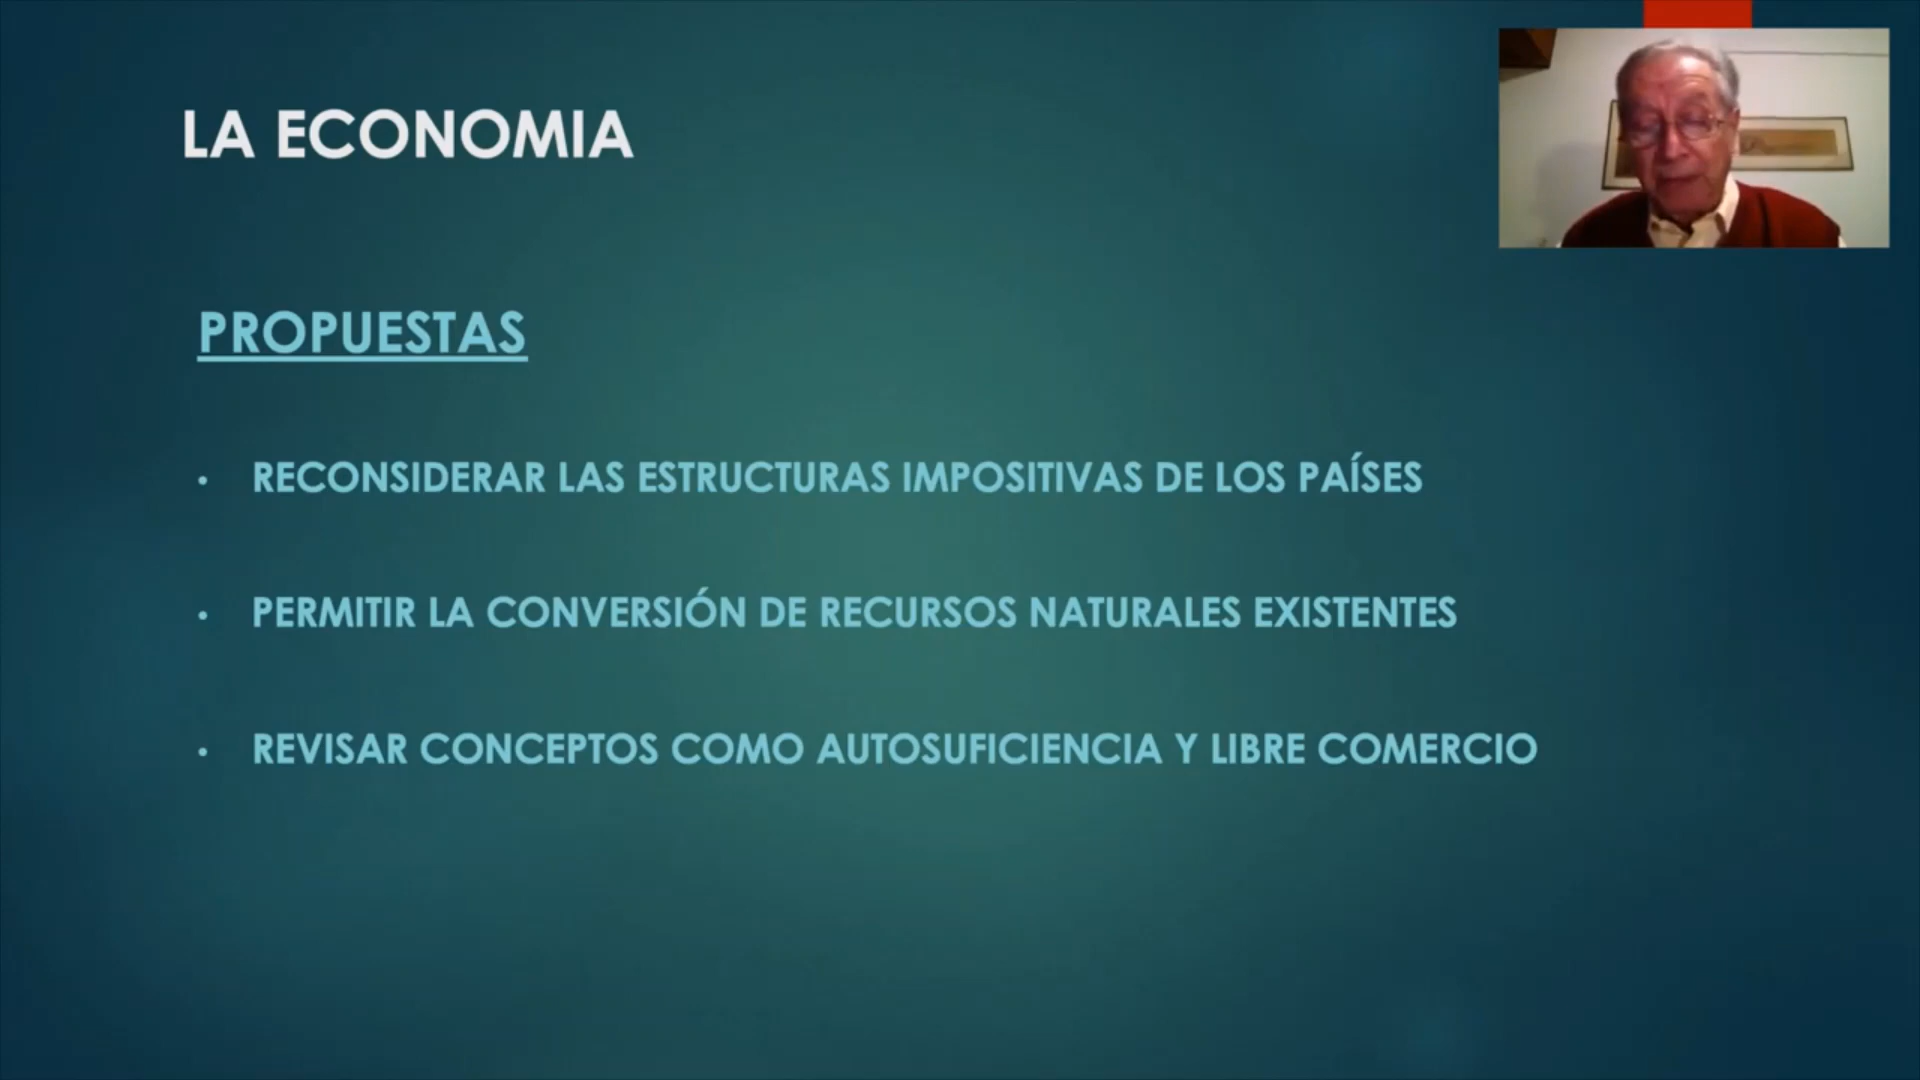 LA ECONOMIA
PROPUESTAS
• RECONSIDERAR LAS ESTRUCTURAS IMPOSITIVAS DE LOS PAÍSES
• PERMITIR LA CONVERSIÓN DE RECURSOS NATURALES EXISTENTES
• REVISAR CONCEPTOS COMO AUTOSUFICIENCIA Y LIBRE COMERCIO